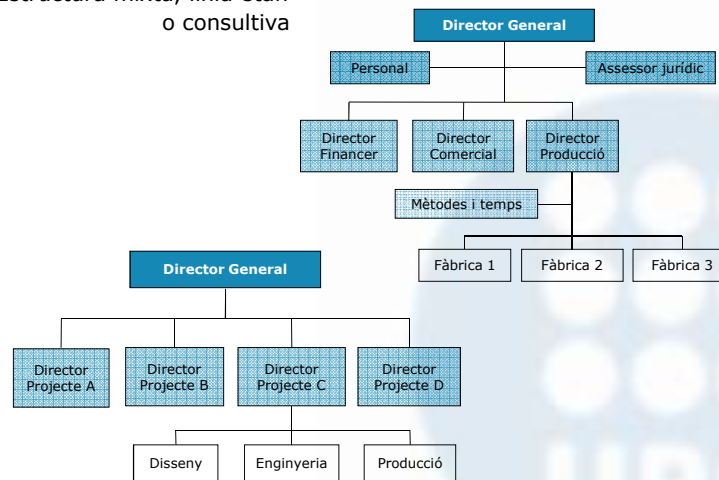 o consultiva
Director General
Personal
Assessor jurídic
Director
Financer
Director
Comercial
Director
Producció
Mètodes i temps
Fàbrica 1
Fàbrica 2
Fàbrica 3
Director General
Director
Projecte A
Director
Projecte B
Director
Projecte C
Director
Projecte D
Disseny
Enginyeria
Producció